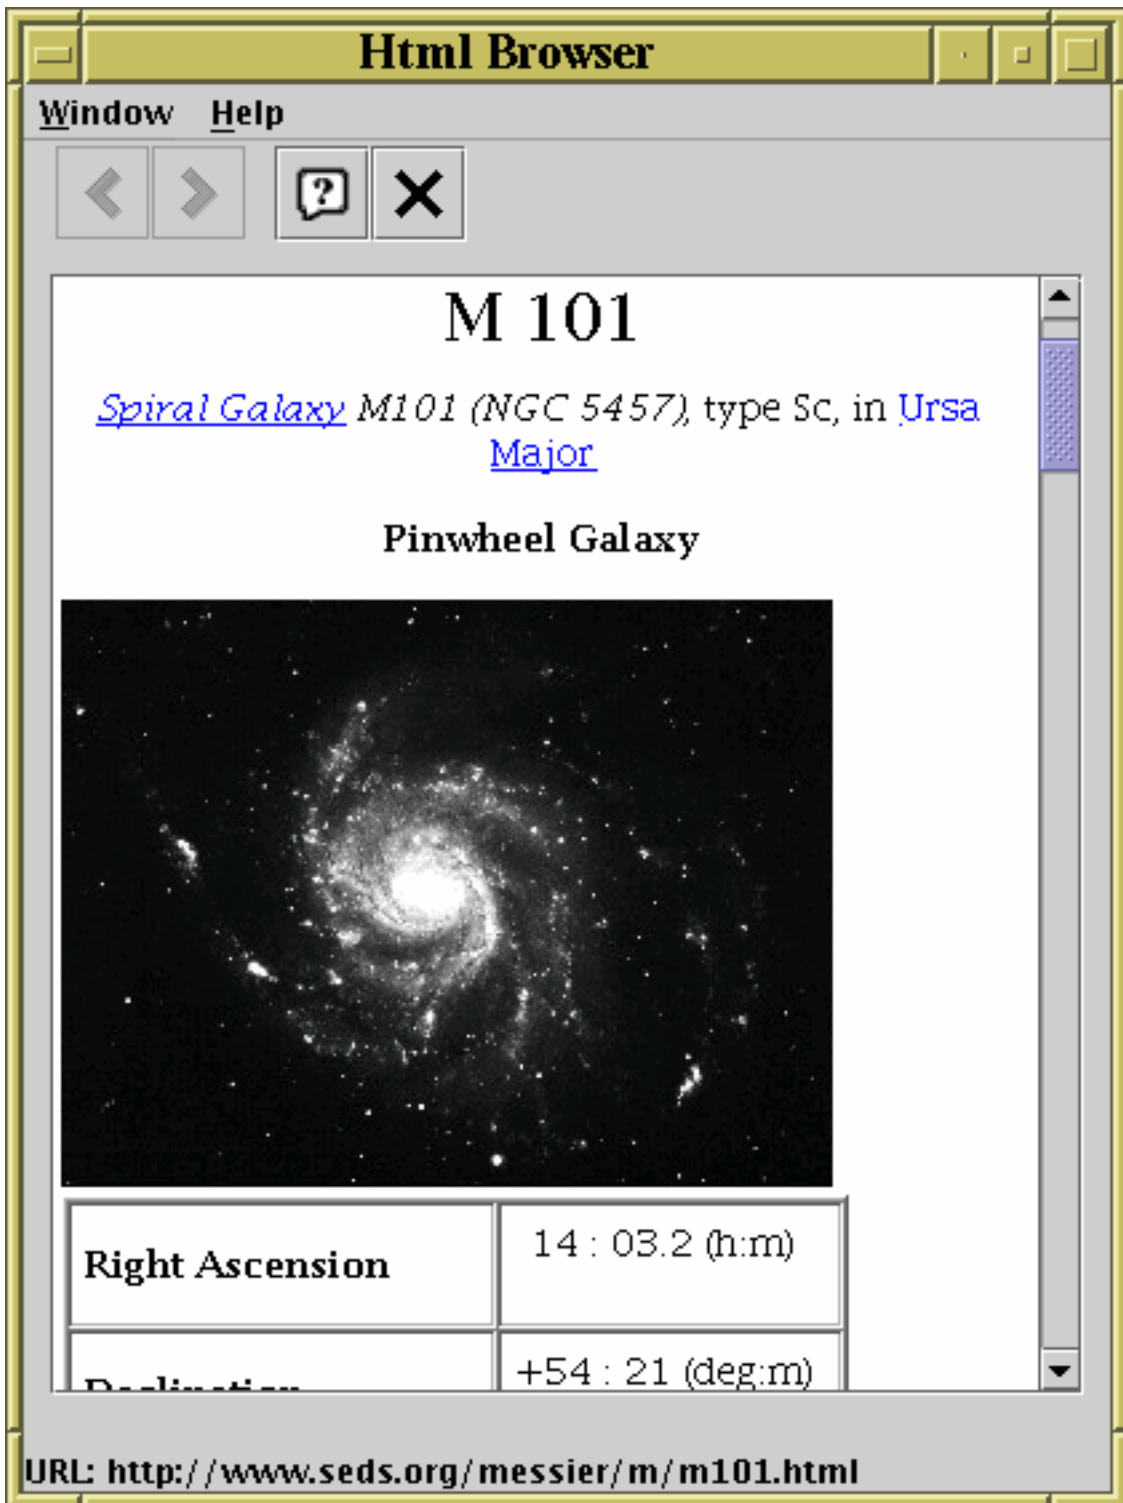 Html Browser
Window Help
?
M 101
Spiral Galaxy M101 (NGC 5457), type Sc, in Ursa
Major
Pinwheel Galaxy
Right Ascension 14 : 03.2 (h:m)
Declination +54 : 21 (deg:m)
URL: http://www.seds.org/messier/m/m101.html